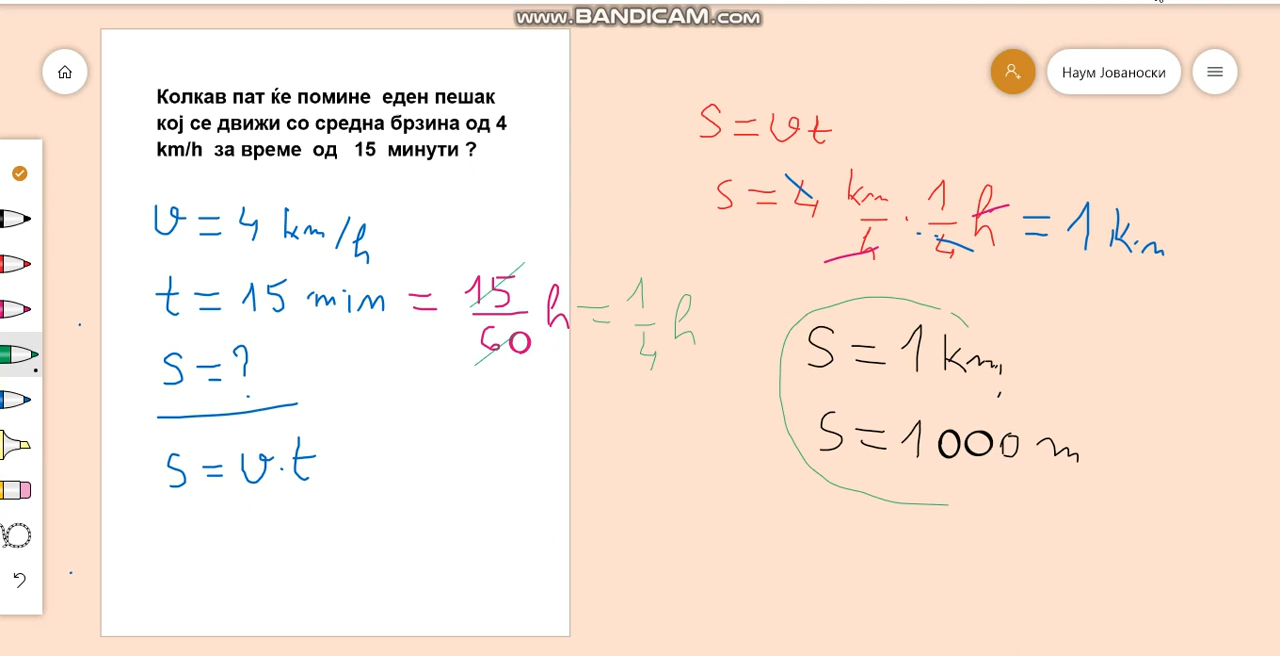 www.BANDICAM.com
Наум Јованоски
Колкав пат ќе помине еден пешак
кој се движи со средна брзина од 4
km/h за време од 15 минути ?
v = 4 km/h
t = 15 min = 15/60 h = 1/4 h
s = ?
s = v·t
s = vt
s = 4 km/h · 1/4 h = 1 km
s = 1 km,
s = 1000 m